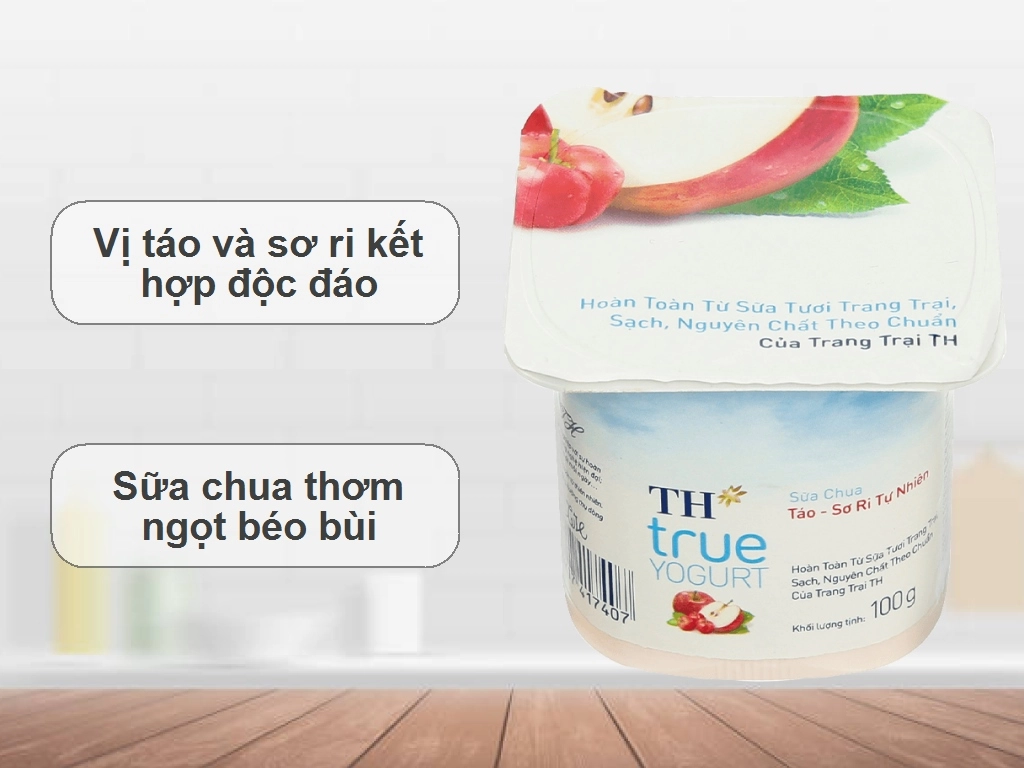 Vị táo và sơ ri kết
hợp độc đáo
Sữa chua thơm
ngọt béo bùi
Hoàn Toàn Từ Sữa Tươi Trang Trại,
Sạch, Nguyên Chất Theo Chuẩn
Của Trang Trại TH
TH
true
YOGURT
Sữa Chua
Táo - Sơ Ri Tự Nhiên
Hoàn Toàn Từ Sữa Tươi Trang Trại
Sạch, Nguyên Chất Theo Chuẩn
Của Trang Trại TH
Khối lượng tịnh: 100g
417407